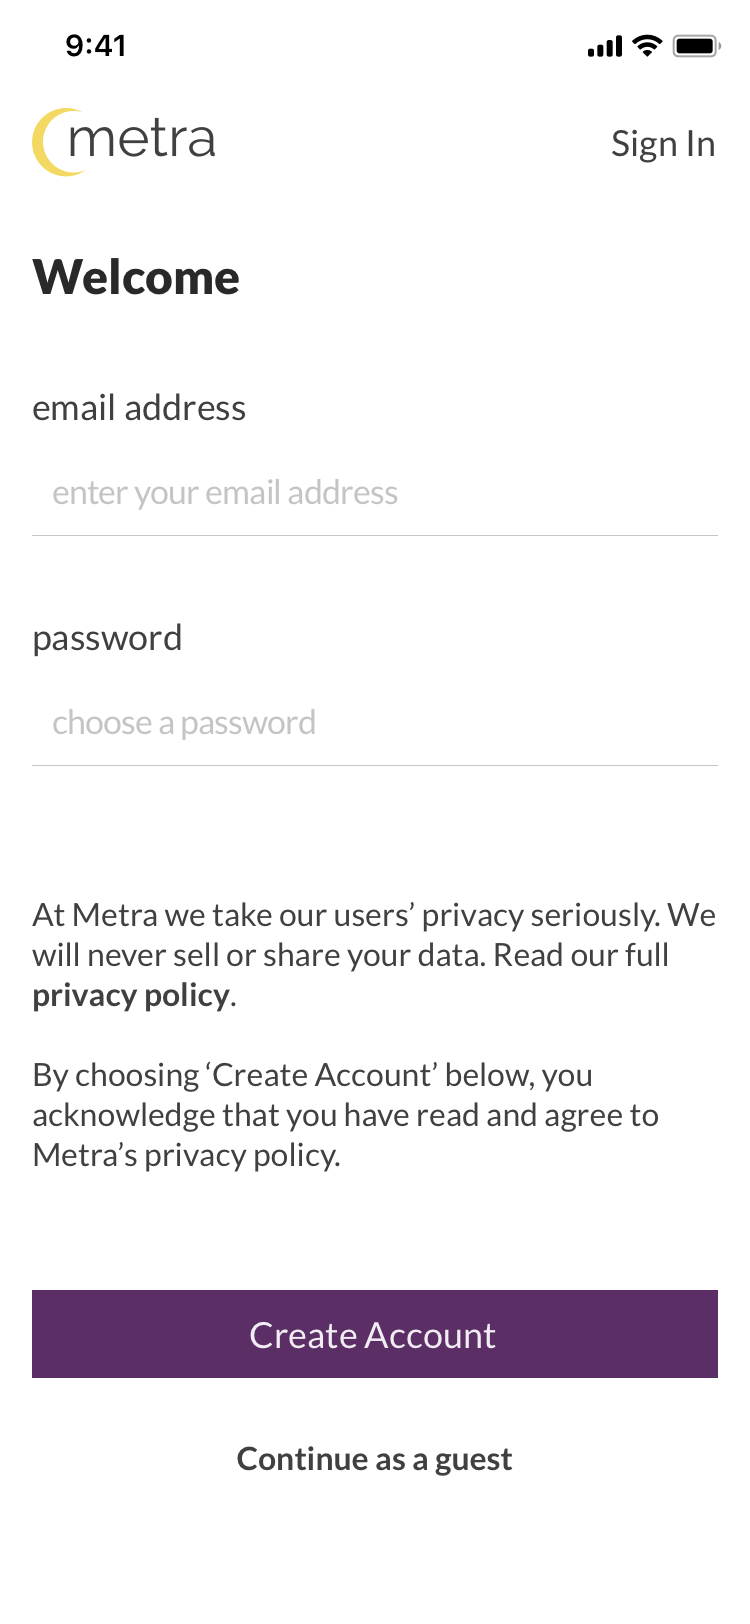 9:41
metra
Sign In
Welcome
email address
enter your email address
password
choose a password
At Metra we take our users’ privacy seriously. We
will never sell or share your data. Read our full
privacy policy.
By choosing ‘Create Account’ below, you
acknowledge that you have read and agree to
Metra’s privacy policy.
Create Account
Continue as a guest